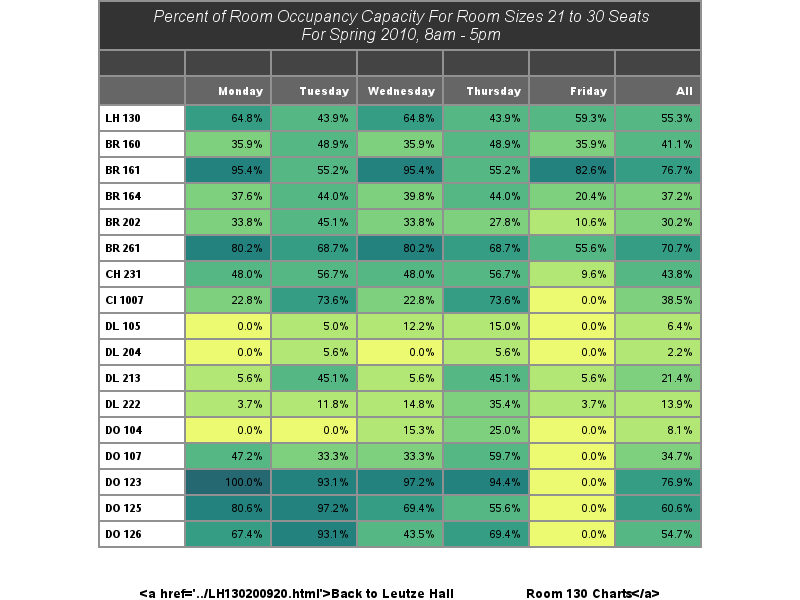 Percent of Room Occupancy Capacity For Room Sizes 21 to 30 Seats
For Spring 2010, 8am - 5pm
Monday Tuesday Wednesday Thursday Friday All
LH 130 64.8% 43.9% 64.8% 43.9% 59.3% 55.3%
BR 160 35.9% 48.9% 35.9% 48.9% 35.9% 41.1%
BR 161 95.4% 55.2% 95.4% 55.2% 82.6% 76.7%
BR 164 37.6% 44.0% 39.8% 44.0% 20.4% 37.2%
BR 202 33.8% 45.1% 33.8% 27.8% 10.6% 30.2%
BR 261 80.2% 68.7% 80.2% 68.7% 55.6% 70.7%
CH 231 48.0% 56.7% 48.0% 56.7% 9.6% 43.8%
CI 1007 22.8% 73.6% 22.8% 73.6% 0.0% 38.5%
DL 105 0.0% 5.0% 12.2% 15.0% 0.0% 6.4%
DL 204 0.0% 5.6% 0.0% 5.6% 0.0% 2.2%
DL 213 5.6% 45.1% 5.6% 45.1% 5.6% 21.4%
DL 222 3.7% 11.8% 14.8% 35.4% 3.7% 13.9%
DO 104 0.0% 0.0% 15.3% 25.0% 0.0% 8.1%
DO 107 47.2% 33.3% 33.3% 59.7% 0.0% 34.7%
DO 123 100.0% 93.1% 97.2% 94.4% 0.0% 76.9%
DO 125 80.6% 97.2% 69.4% 55.6% 0.0% 60.6%
DO 126 67.4% 93.1% 43.5% 69.4% 0.0% 54.7%
<a href='../LH130200920.html'>Back to Leutze Hall Room 130 Charts</a>